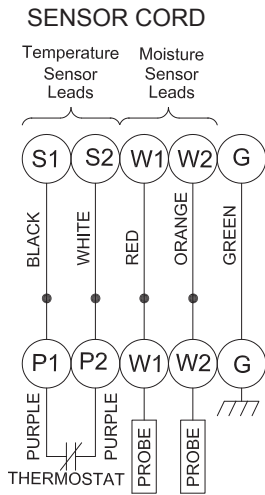 SENSOR CORD
Temperature
Sensor
Leads
Moisture
Sensor
Leads
S1 S2 W1 W2 G
BLACK
WHITE
RED
ORANGE
GREEN
P1 P2 W1 W2 G
PURPLE
PURPLE
THERMOSTAT
PROBE
PROBE